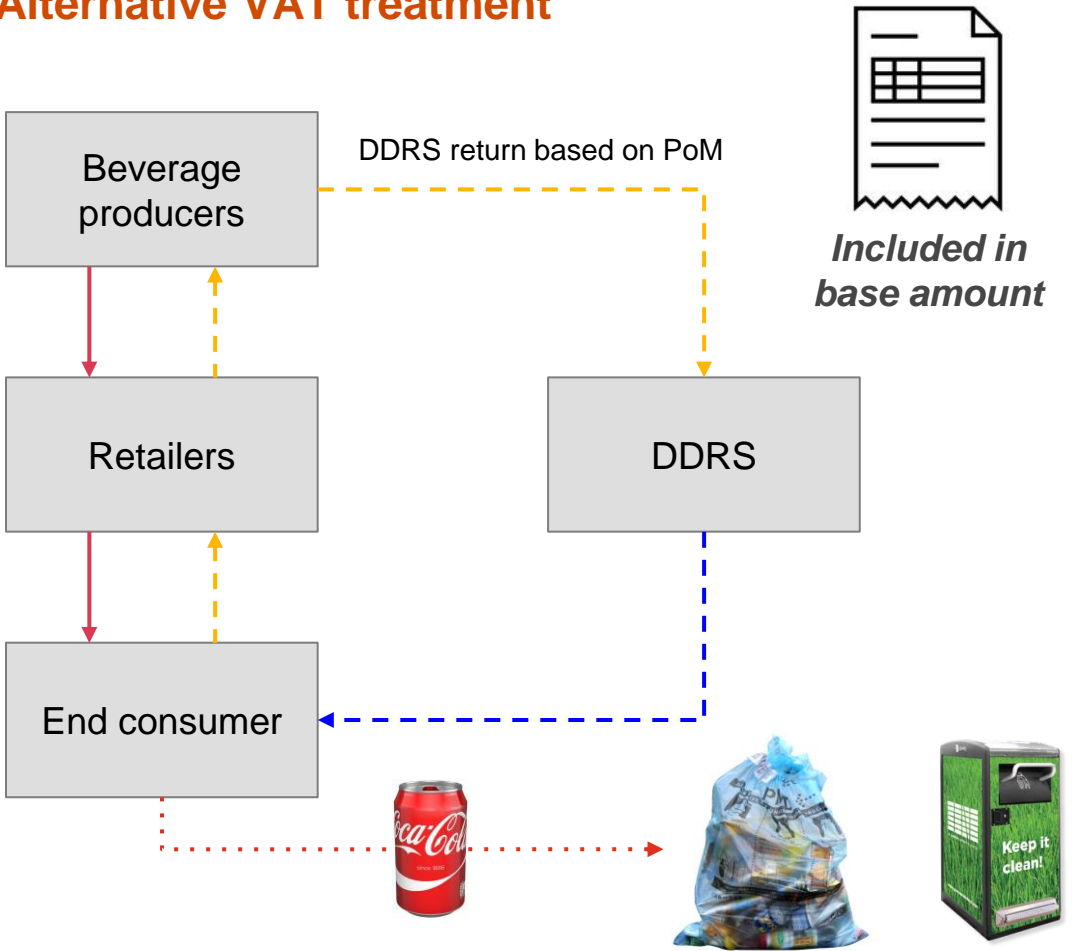 Alternative VAT treatment
DDRS return based on PoM
Beverage
producers
Included in
base amount
Retailers
DDRS
End consumer
Coca-Cola
Keep it
clean!